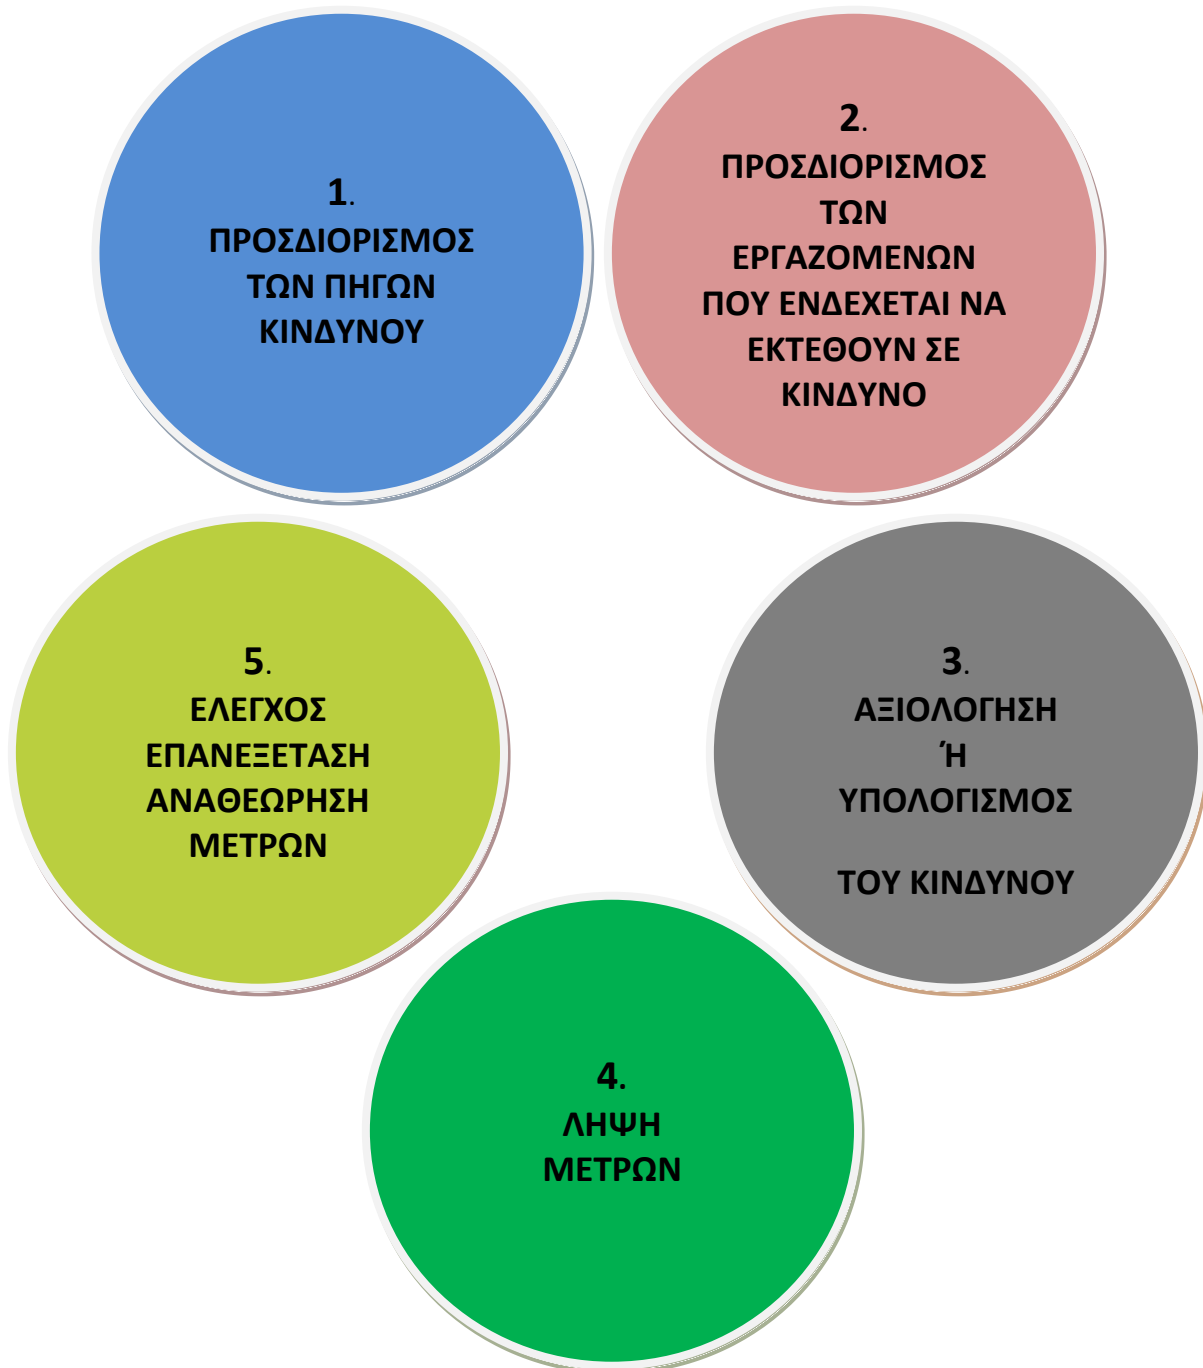 1.
ΠΡΟΣΔΙΟΡΙΣΜΟΣ
ΤΩΝ ΠΗΓΩΝ
ΚΙΝΔΥΝΟΥ
2.
ΠΡΟΣΔΙΟΡΙΣΜΟΣ
ΤΩΝ
ΕΡΓΑΖΟΜΕΝΩΝ
ΠΟΥ ΕΝΔΕΧΕΤΑΙ ΝΑ
ΕΚΤΕΘΟΥΝ ΣΕ
ΚΙΝΔΥΝΟ
3.
ΑΞΙΟΛΟΓΗΣΗ
Ή
ΥΠΟΛΟΓΙΣΜΟΣ
ΤΟΥ ΚΙΝΔΥΝΟΥ
4.
ΛΗΨΗ
ΜΕΤΡΩΝ
5.
ΕΛΕΓΧΟΣ
ΕΠΑΝΕΞΕΤΑΣΗ
ΑΝΑΘΕΩΡΗΣΗ
ΜΕΤΡΩΝ